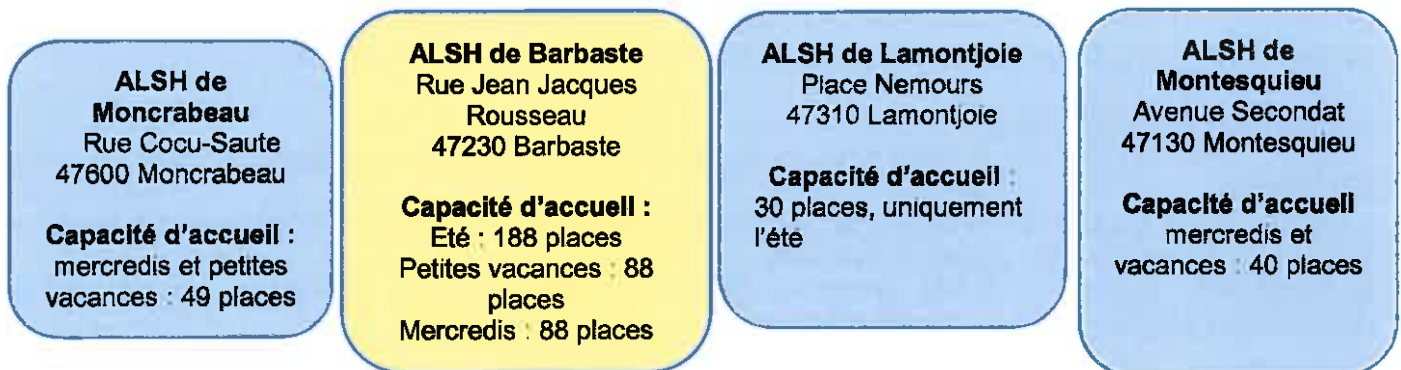 ALSH de
Moncrabeau
Rue Cocu-Saute
47600 Moncrabeau
Capacité d'accueil :
mercredis et petites
vacances : 49 places
ALSH de Barbaste
Rue Jean Jacques
Rousseau
47230 Barbaste
Capacité d'accueil :
Eté : 188 places
Petites vacances : 88
places
Mercredis : 88 places
ALSH de Lamontjoie
Place Nemours
47310 Lamontjoie
Capacité d'accueil :
30 places, uniquement
l'été
ALSH de
Montesquieu
Avenue Secondat
47130 Montesquieu
Capacité d'accueil
mercredis et
vacances : 40 places